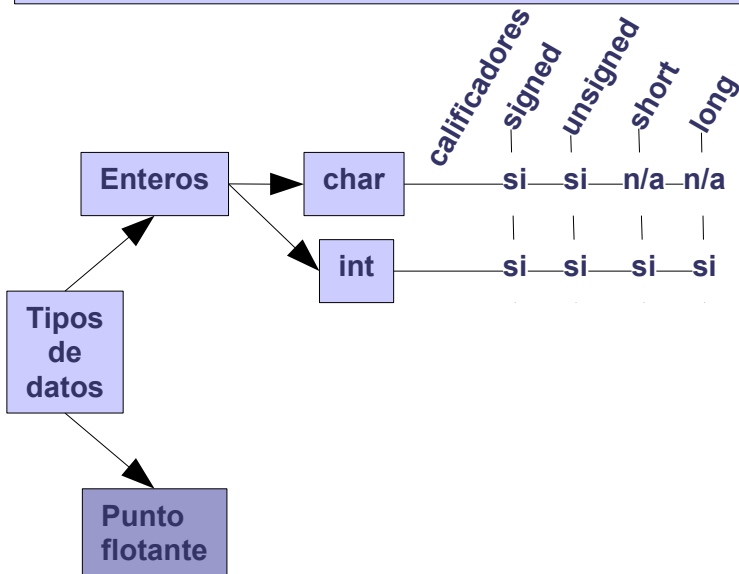 calificadores
signed
unsigned
short
long
Enteros
char
si si n/a n/a
int
si si si si
Tipos
de
datos
Punto
flotante